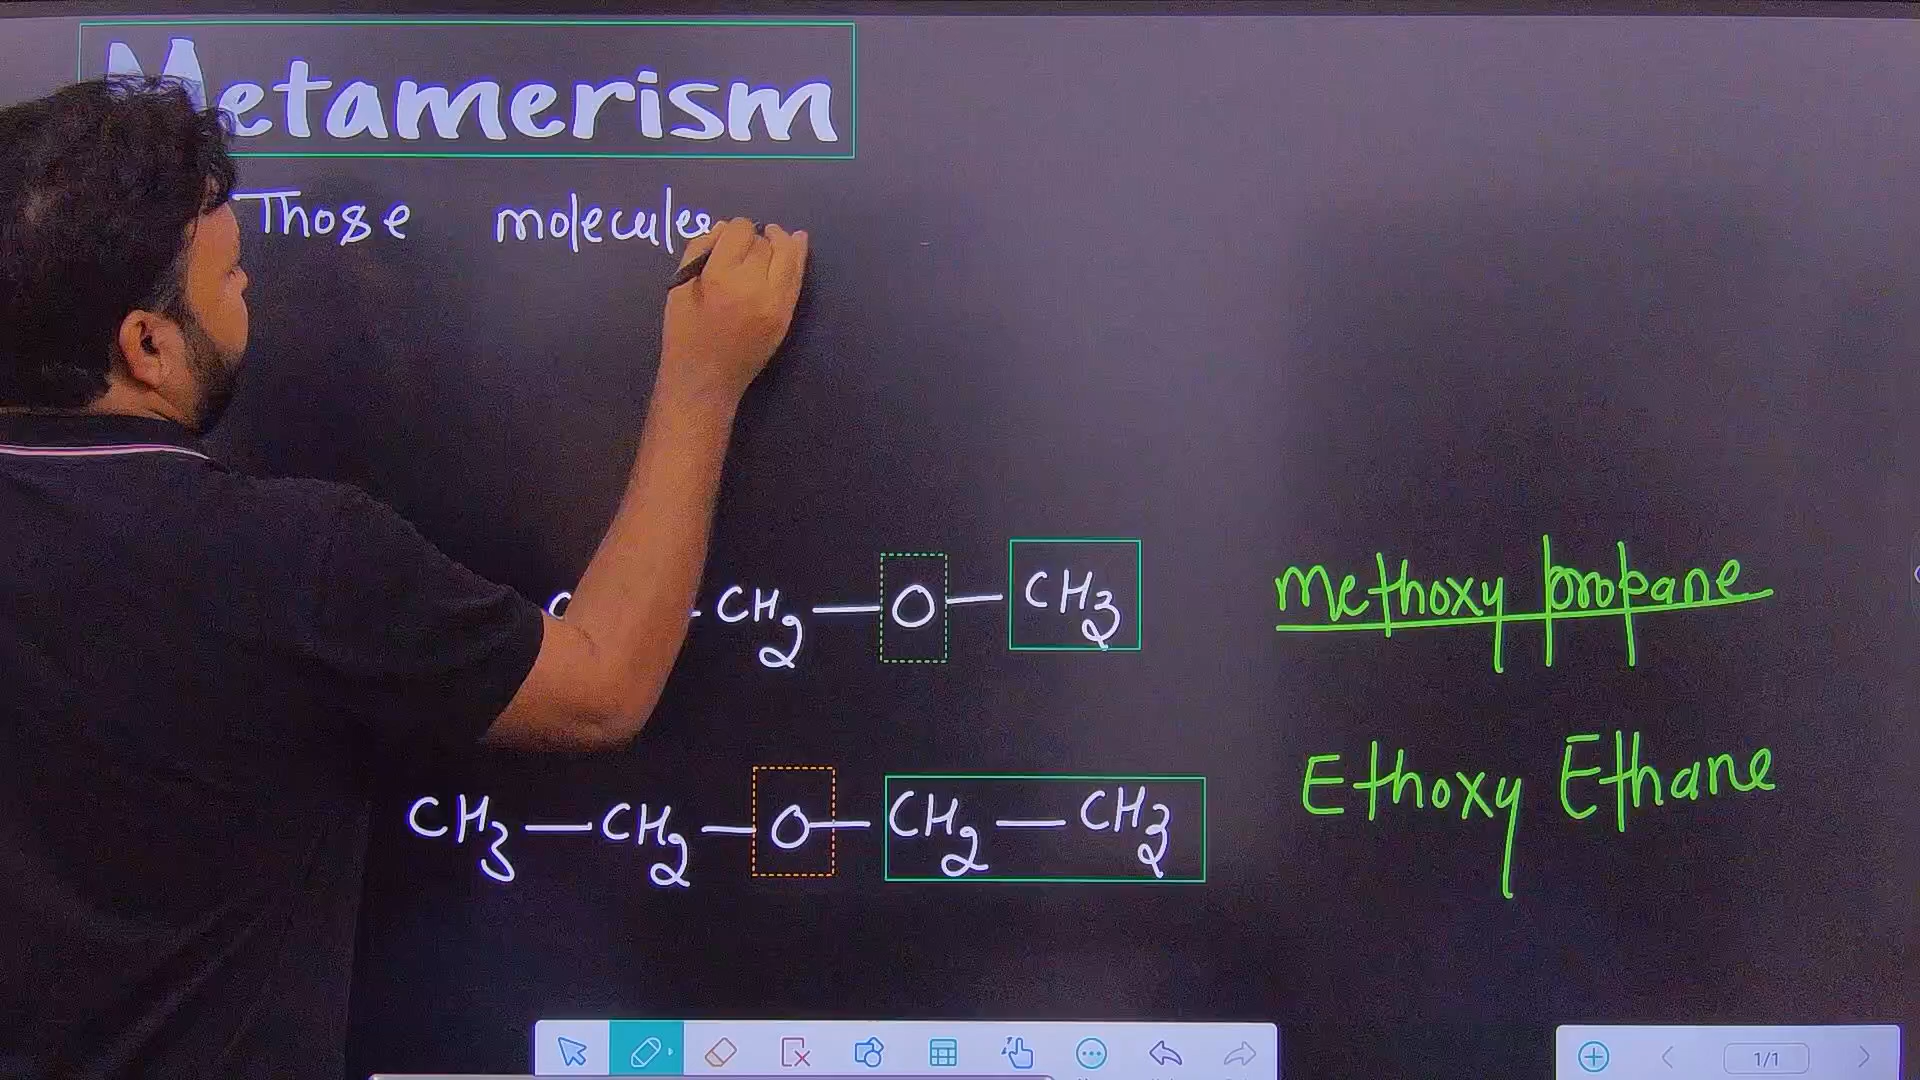 Metamerism
Those molecules
CH2 — O — CH3
Methoxy propane
CH3 — CH2 — O — CH2 — CH3
Ethoxy Ethane
1/1